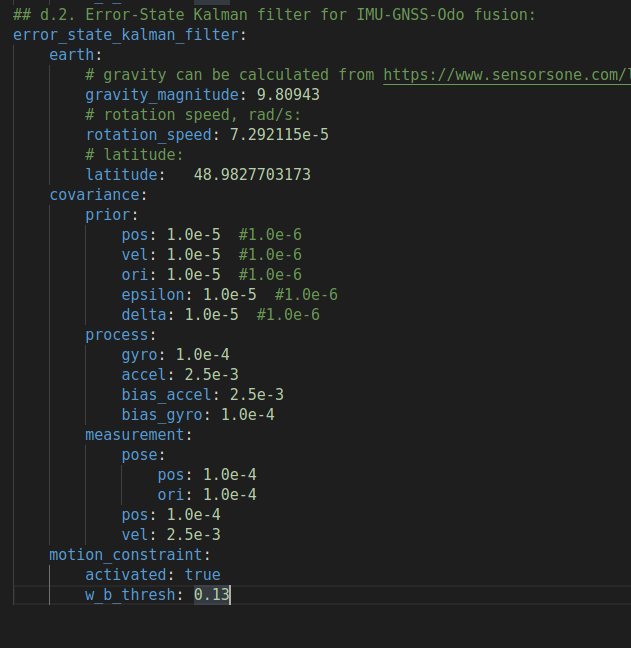 ## d.2. Error-State Kalman filter for IMU-GNSS-Odo fusion:
error_state_kalman_filter:
    earth:
        # gravity can be calculated from https://www.sensorsone.com/l
        gravity_magnitude: 9.80943
        # rotation speed, rad/s:
        rotation_speed: 7.292115e-5
        # latitude:
        latitude:   48.9827703173
    covariance:
        prior:
            pos: 1.0e-5  #1.0e-6
            vel: 1.0e-5  #1.0e-6
            ori: 1.0e-5  #1.0e-6
            epsilon: 1.0e-5  #1.0e-6
            delta: 1.0e-5  #1.0e-6
        process:
            gyro: 1.0e-4
            accel: 2.5e-3
            bias_accel: 2.5e-3
            bias_gyro: 1.0e-4
        measurement:
            pose:
                pos: 1.0e-4
                ori: 1.0e-4
            pos: 1.0e-4
            vel: 2.5e-3
    motion_constraint:
        activated: true
        w_b_thresh: 0.13